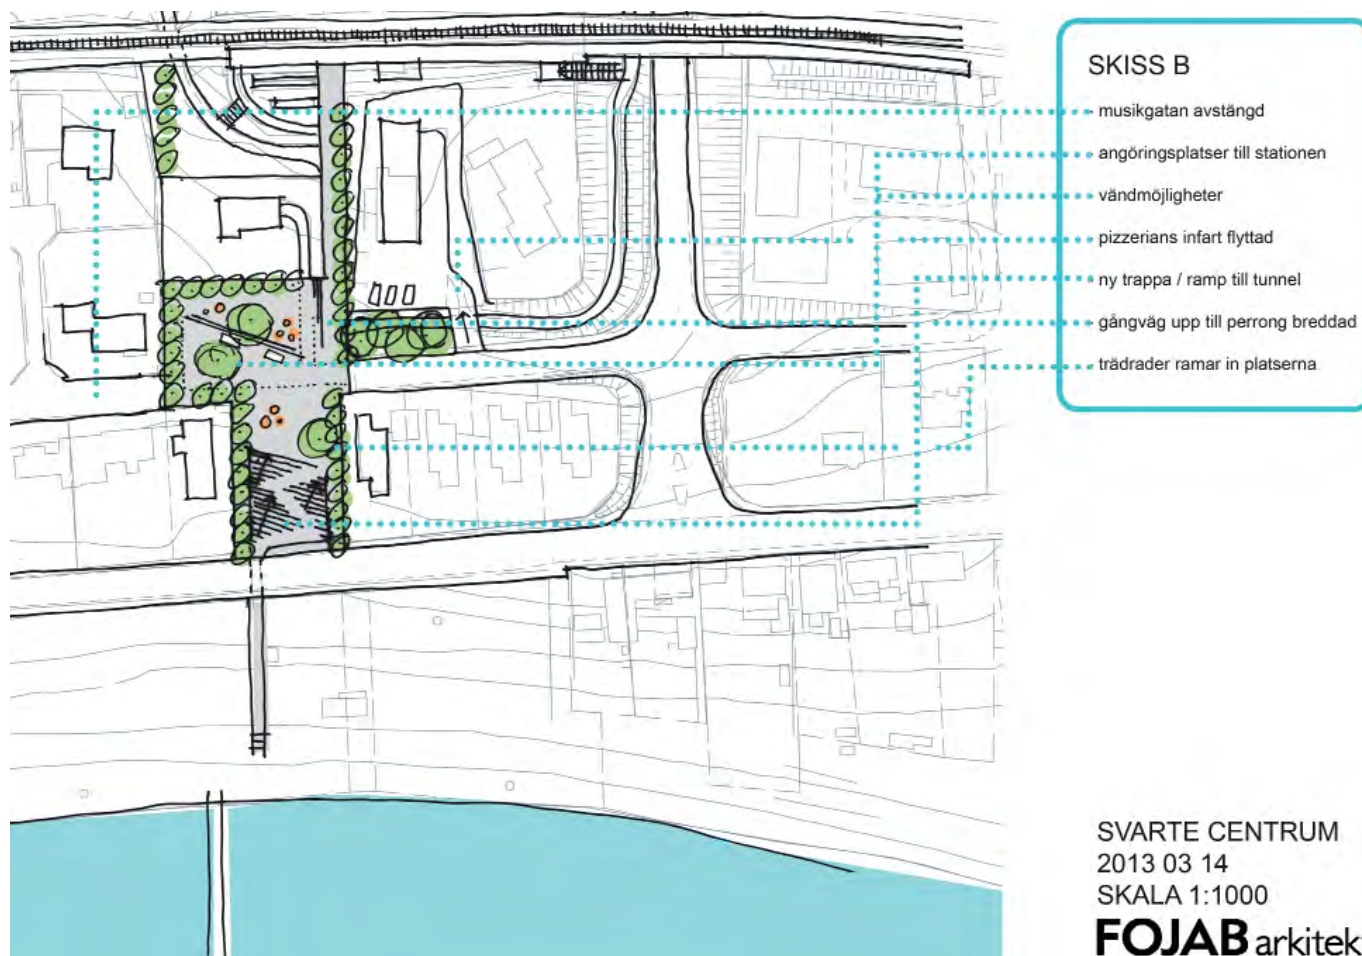 SKISS B
musikgatan avstängd
angöringsplatser till stationen
vändmöjligheter
pizzerians infart flyttad
ny trappa / ramp till tunnel
gångväg upp till perrong breddad
trädrader ramar in platserna
SVARTE CENTRUM
2013 03 14
SKALA 1:1000
FOJAB arkitek